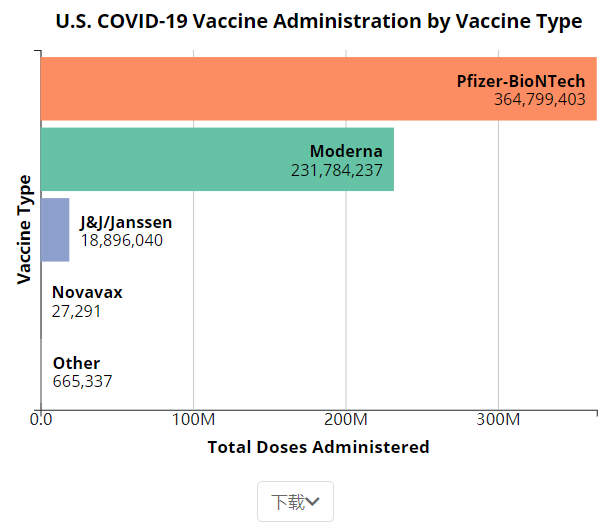 U.S. COVID-19 Vaccine Administration by Vaccine Type
Vaccine Type
Pfizer-BioNTech
364,799,403
Moderna
231,784,237
J&J/Janssen
18,896,040
Novavax
27,291
Other
665,337
0.0 100M 200M 300M
Total Doses Administered
下载